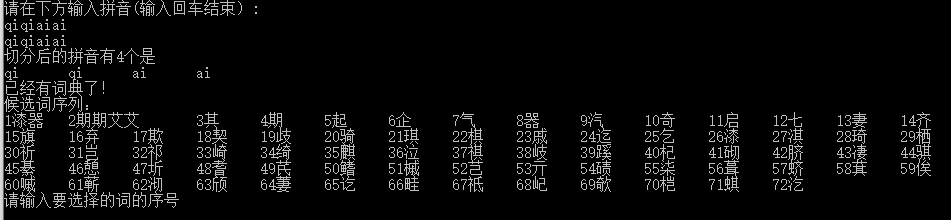 请在下方输入拼音(输入回车结束）:
qiqiaiai
qiqiaiai
切分后的拼音有4个是
qi qi ai ai
已经有词典了!
候选词序列:
1漆器 2期期艾艾 3其 4期 5起 6企 7气 8器 9汽 10奇 11启 12七 13妻 14齐
15旗 16弃 17欺 18契 19歧 20骑 21琪 22棋 23戚 24迄 25乞 26漆 27淇 28琦 29栖
30祈 31岂 32祁 33崎 34绮 35麒 36泣 37祺 38岐 39蹊 40杞 41砌 42脐 43凄 44骐
45綦 46憩 47圻 48耆 49芪 50鳍 51槭 52芑 53亓 54碛 55柒 56葺 57蛴 58萁 59俟
60嘁 61蕲 62沏 63颀 64萋 65讫 66畦 67祗 68屺 69欹 70桤 71蜞 72汔
请输入要选择的词的序号